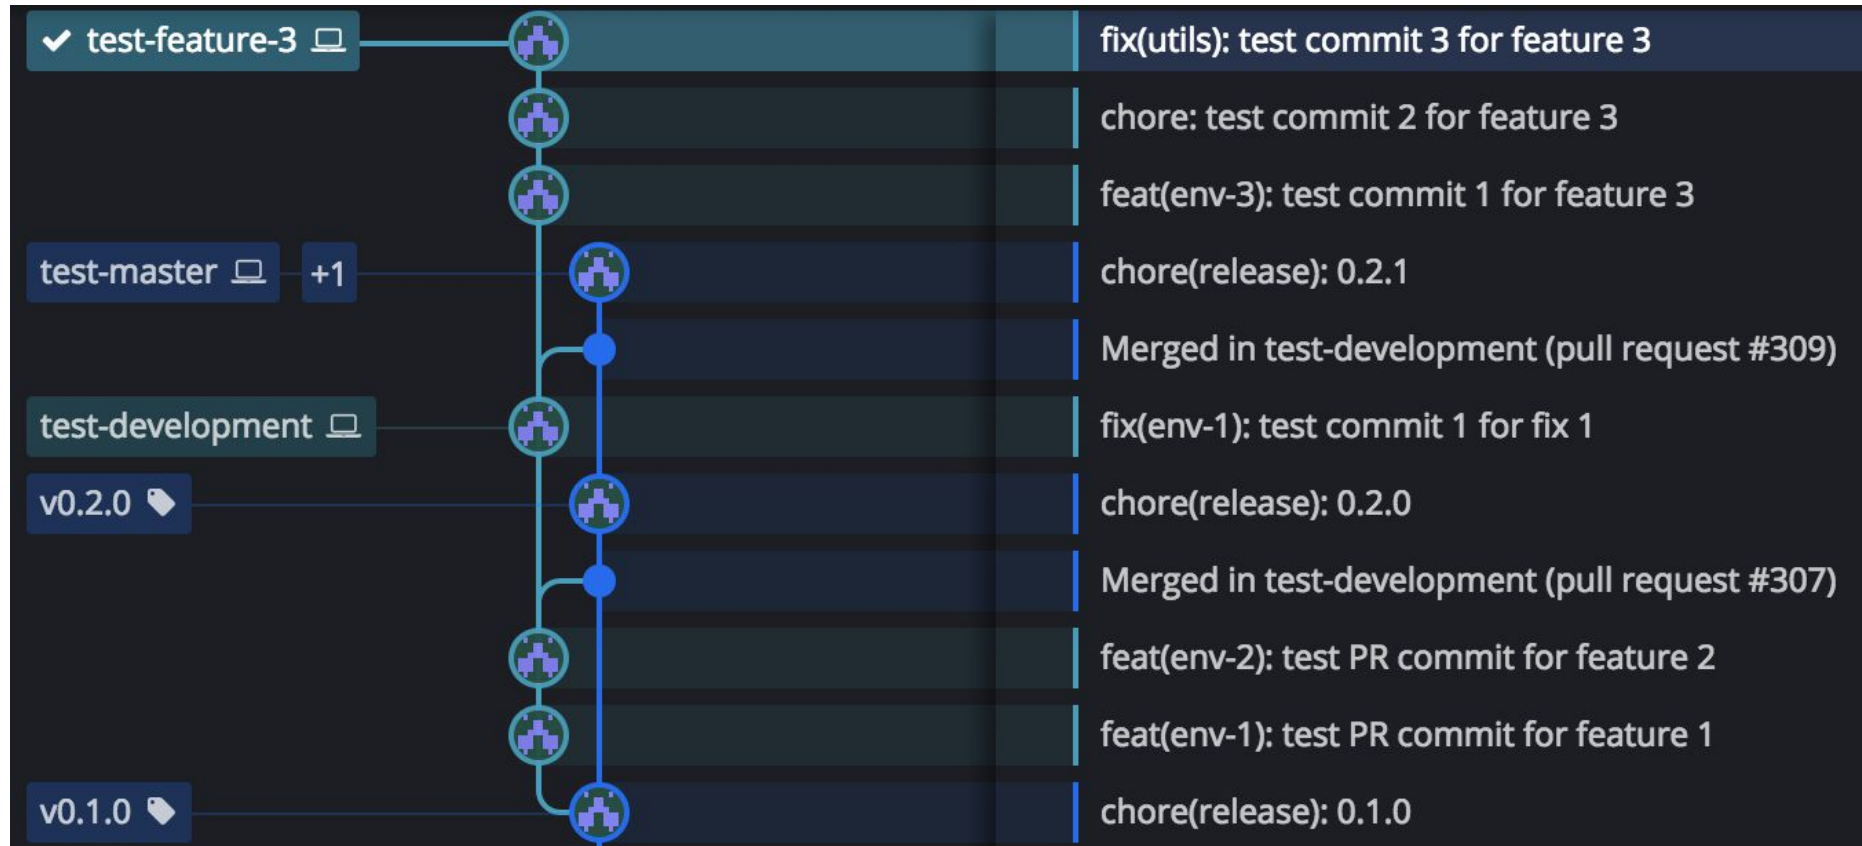 test-feature-3 fix(utils): test commit 3 for feature 3
chore: test commit 2 for feature 3
feat(env-3): test commit 1 for feature 3
test-master +1 chore(release): 0.2.1
Merged in test-development (pull request #309)
test-development fix(env-1): test commit 1 for fix 1
v0.2.0 chore(release): 0.2.0
Merged in test-development (pull request #307)
feat(env-2): test PR commit for feature 2
feat(env-1): test PR commit for feature 1
v0.1.0 chore(release): 0.1.0